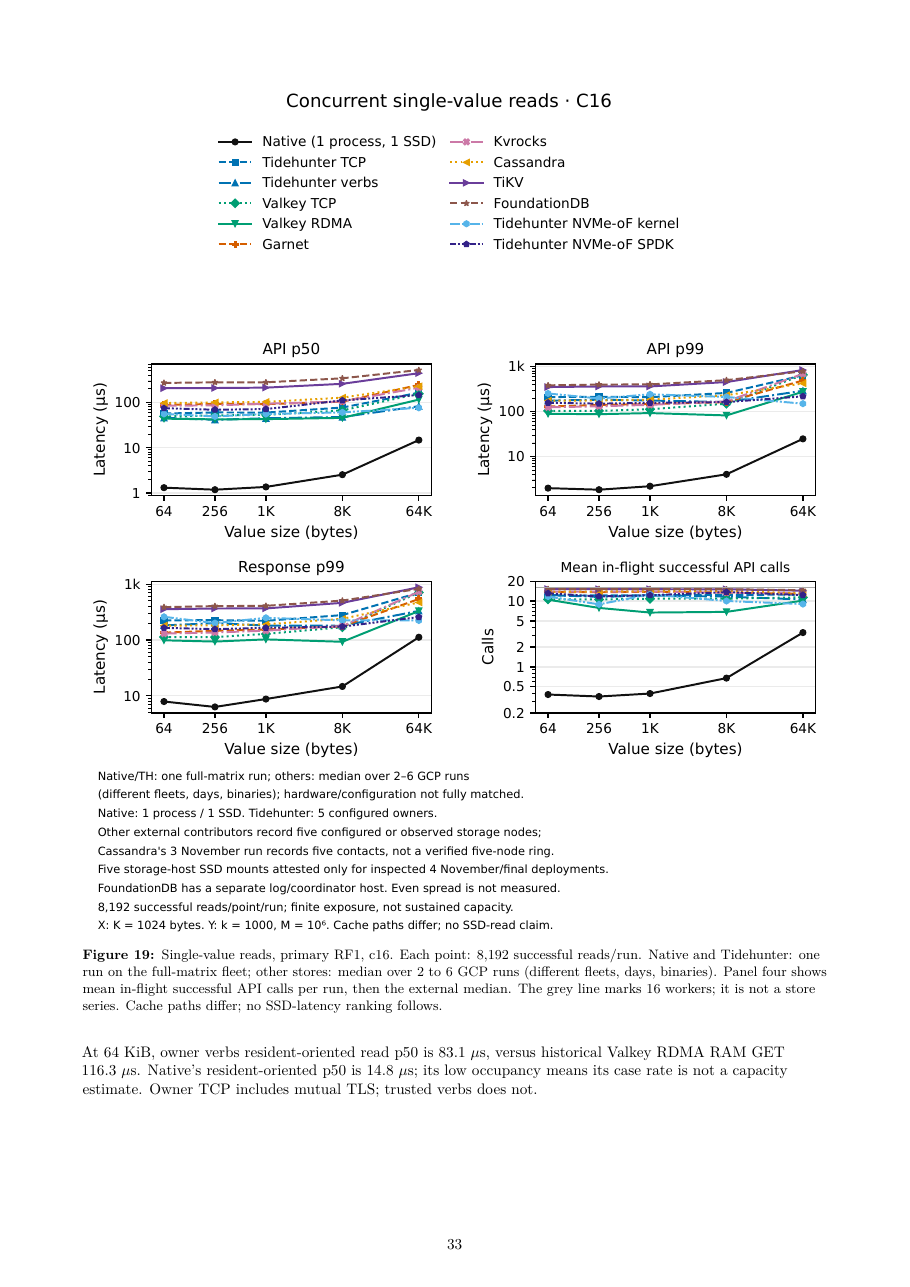 Concurrent single-value reads · C16
Native (1 process, 1 SSD)
Tidehunter TCP
Tidehunter verbs
Valkey TCP
Valkey RDMA
Garnet
Kvrocks
Cassandra
TiKV
FoundationDB
Tidehunter NVMe-oF kernel
Tidehunter NVMe-oF SPDK
API p50
Latency (µs)
100
10
1
64 256 1K 8K 64K
Value size (bytes)
API p99
Latency (µs)
1k
100
10
64 256 1K 8K 64K
Value size (bytes)
Response p99
Latency (µs)
1k
100
10
64 256 1K 8K 64K
Value size (bytes)
Mean in-flight successful API calls
Calls
20
10
5
2
1
0.5
0.2
64 256 1K 8K 64K
Value size (bytes)
Native/TH: one full-matrix run; others: median over 2–6 GCP runs
(different fleets, days, binaries); hardware/configuration not fully matched.
Native: 1 process / 1 SSD. Tidehunter: 5 configured owners.
Other external contributors record five configured or observed storage nodes;
Cassandra's 3 November run records five contacts, not a verified five-node ring.
Five storage-host SSD mounts attested only for inspected 4 November/final deployments.
FoundationDB has a separate log/coordinator host. Even spread is not measured.
8,192 successful reads/point/run; finite exposure, not sustained capacity.
X: K = 1024 bytes. Y: k = 1000, M = 10⁶. Cache paths differ; no SSD-read claim.
Figure 19: Single-value reads, primary RF1, c16. Each point: 8,192 successful reads/run. Native and Tidehunter: one
run on the full-matrix fleet; other stores: median over 2 to 6 GCP runs (different fleets, days, binaries). Panel four shows
mean in-flight successful API calls per run, then the external median. The grey line marks 16 workers; it is not a store
series. Cache paths differ; no SSD-latency ranking follows.
At 64 KiB, owner verbs resident-oriented read p50 is 83.1 µs, versus historical Valkey RDMA RAM GET
116.3 µs. Native's resident-oriented p50 is 14.8 µs; its low occupancy means its case rate is not a capacity
estimate. Owner TCP includes mutual TLS; trusted verbs does not.
33